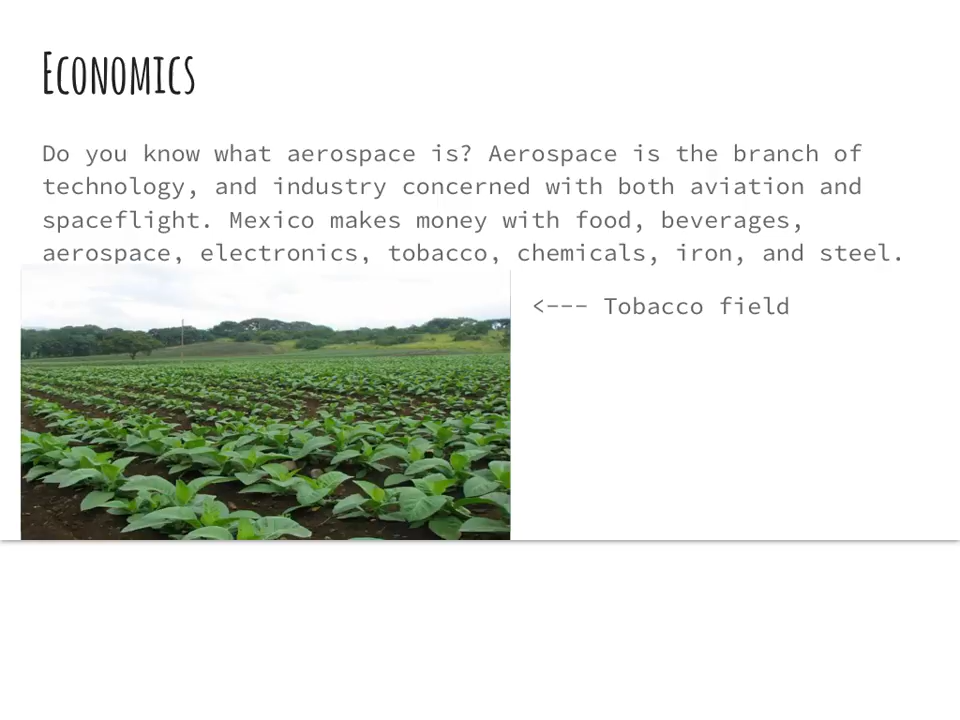 Economics
Do you know what aerospace is? Aerospace is the branch of
technology, and industry concerned with both aviation and
spaceflight. Mexico makes money with food, beverages,
aerospace, electronics, tobacco, chemicals, iron, and steel.
<--- Tobacco field